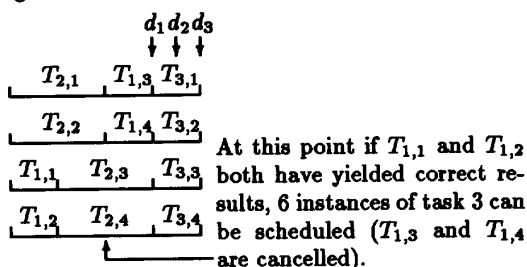 d₁ d₂ d₃
T₂,₁ T₁,₃ T₃,₁
T₂,₂ T₁,₄ T₃,₂
T₁,₁ T₂,₃ T₃,₃
T₁,₂ T₂,₄ T₃,₄
At this point if T₁,₁ and T₁,₂
both have yielded correct re-
sults, 6 instances of task 3 can
be scheduled (T₁,₃ and T₁,₄
are cancelled).